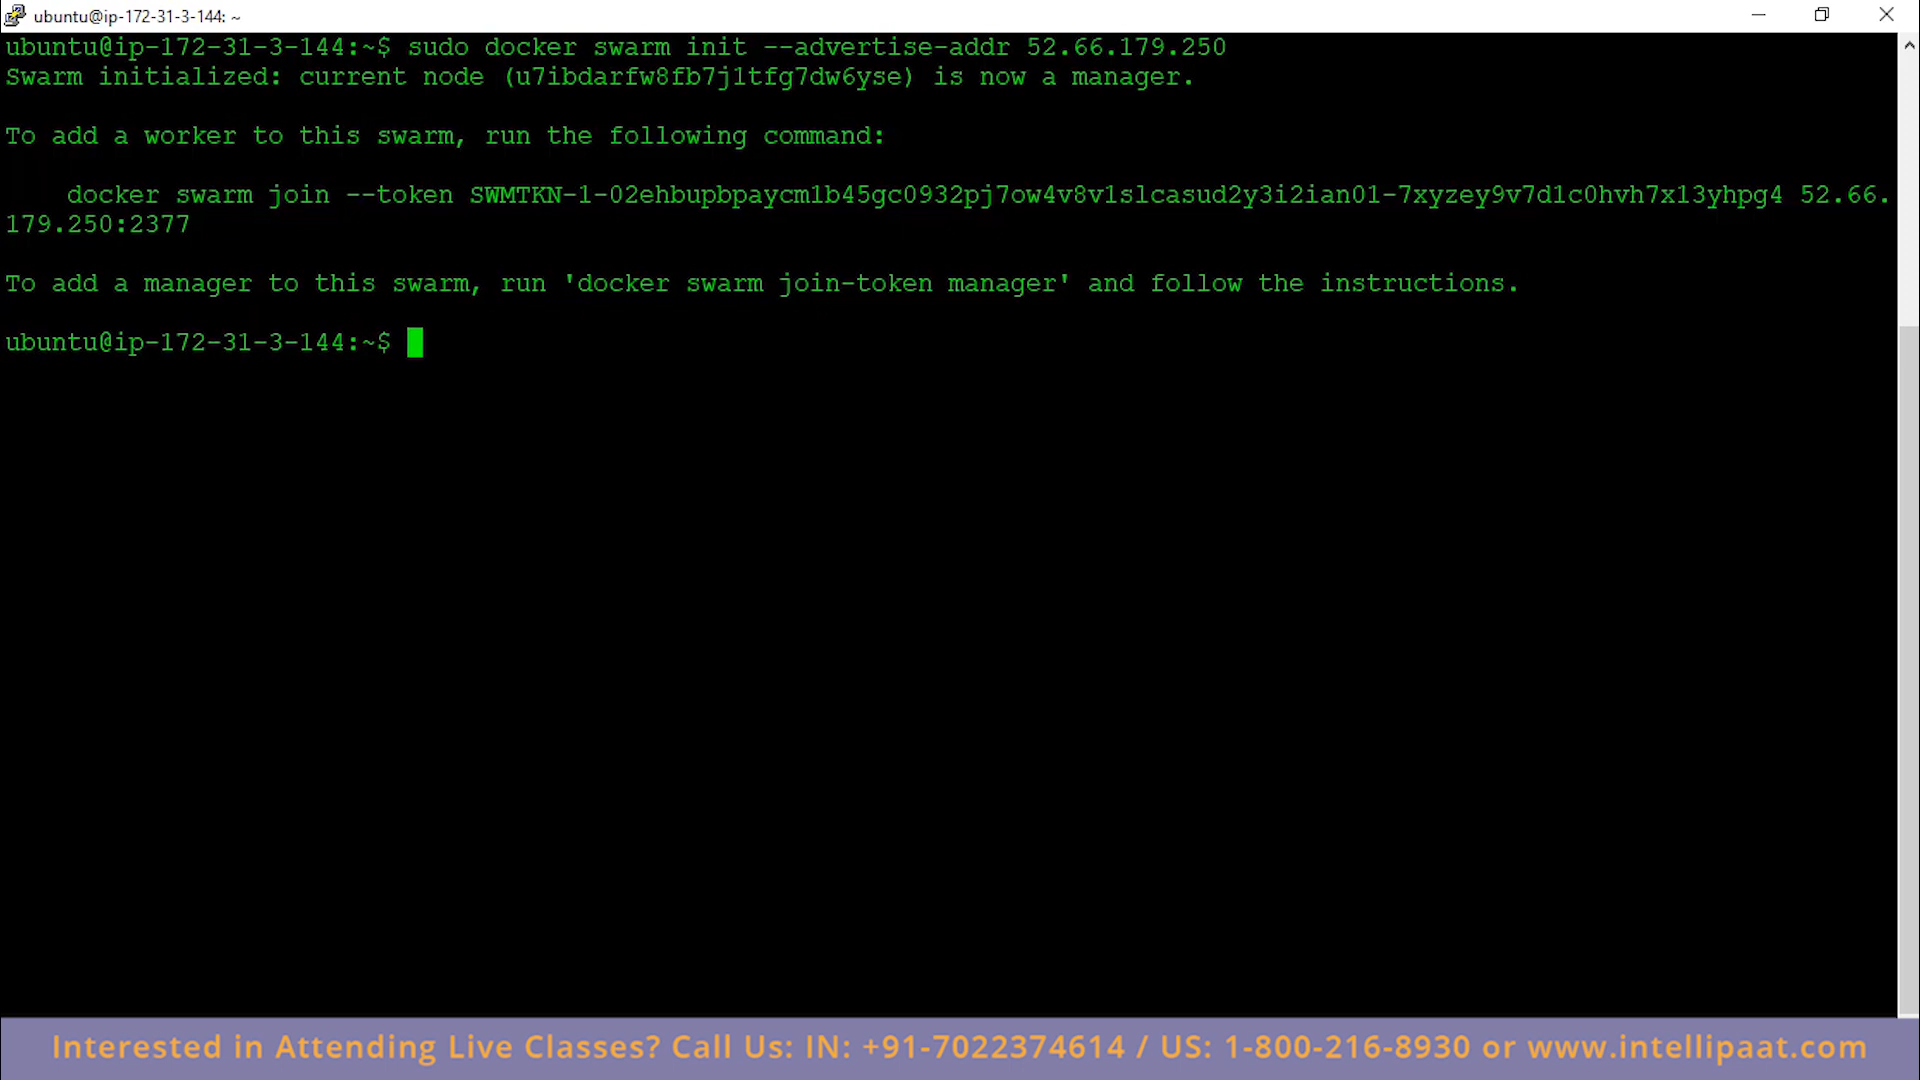 ubuntu@ip-172-31-3-144: ~
ubuntu@ip-172-31-3-144:~$ sudo docker swarm init --advertise-addr 52.66.179.250
Swarm initialized: current node (u7ibdarfw8fb7j1tfg7dw6yse) is now a manager.
To add a worker to this swarm, run the following command:
docker swarm join --token SWMTKN-1-02ehbupbpaycm1b45gc0932pj7ow4v8v1slcasud2y3i2ian01-7xyzey9v7d1c0hvh7x13yhpg4 52.66.
179.250:2377
To add a manager to this swarm, run 'docker swarm join-token manager' and follow the instructions.
ubuntu@ip-172-31-3-144:~$
Interested in Attending Live Classes? Call Us: IN: +91-7022374614 / US: 1-800-216-8930 or www.intellipaat.com